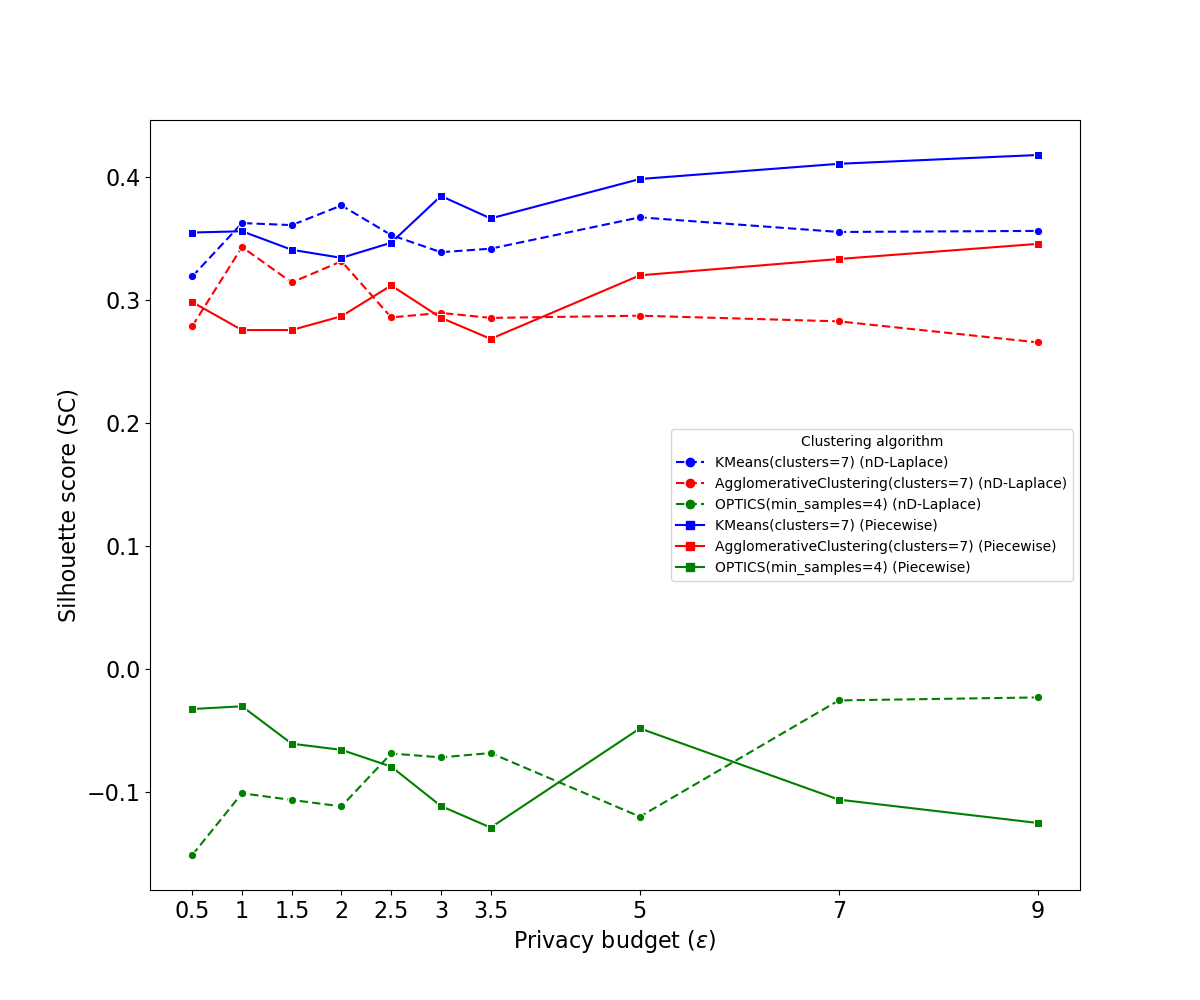 0.4
0.3
0.2
0.1
0.0
−0.1
Silhouette score (SC)
Clustering algorithm
KMeans(clusters=7) (nD-Laplace)
AgglomerativeClustering(clusters=7) (nD-Laplace)
OPTICS(min_samples=4) (nD-Laplace)
KMeans(clusters=7) (Piecewise)
AgglomerativeClustering(clusters=7) (Piecewise)
OPTICS(min_samples=4) (Piecewise)
0.5 1 1.5 2 2.5 3 3.5 5 7 9
Privacy budget (ε)